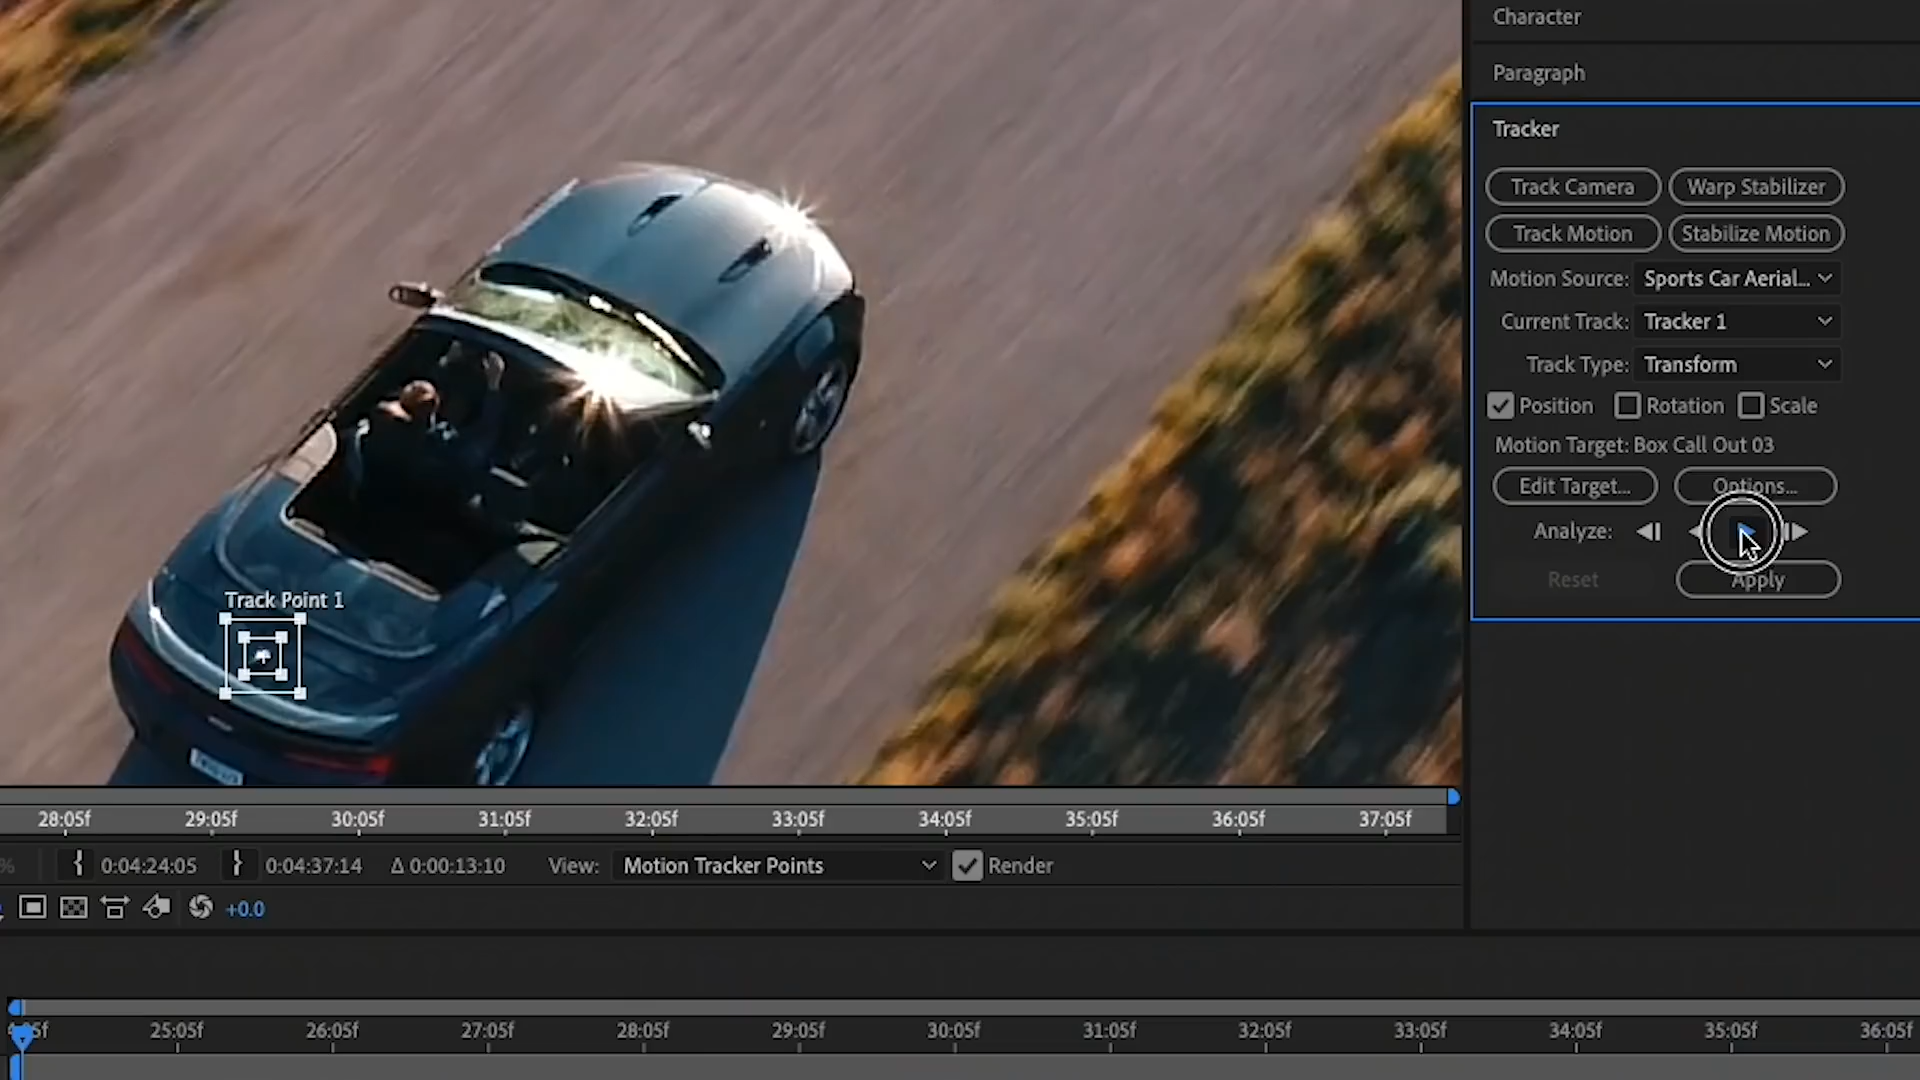 Character
Paragraph
Tracker
Track Camera Warp Stabilizer
Track Motion Stabilize Motion
Motion Source: Sports Car Aerial...
Current Track: Tracker 1
Track Type: Transform
Position Rotation Scale
Motion Target: Box Call Out 03
Edit Target... Options...
Analyze:
Reset Apply
Track Point 1
28:05f 29:05f 30:05f 31:05f 32:05f 33:05f 34:05f 35:05f 36:05f 37:05f
% { 0:04:24:05 } 0:04:37:14 Δ 0:00:13:10 View: Motion Tracker Points Render
+0.0
25:05f 26:05f 27:05f 28:05f 29:05f 30:05f 31:05f 32:05f 33:05f 34:05f 35:05f 36:05f